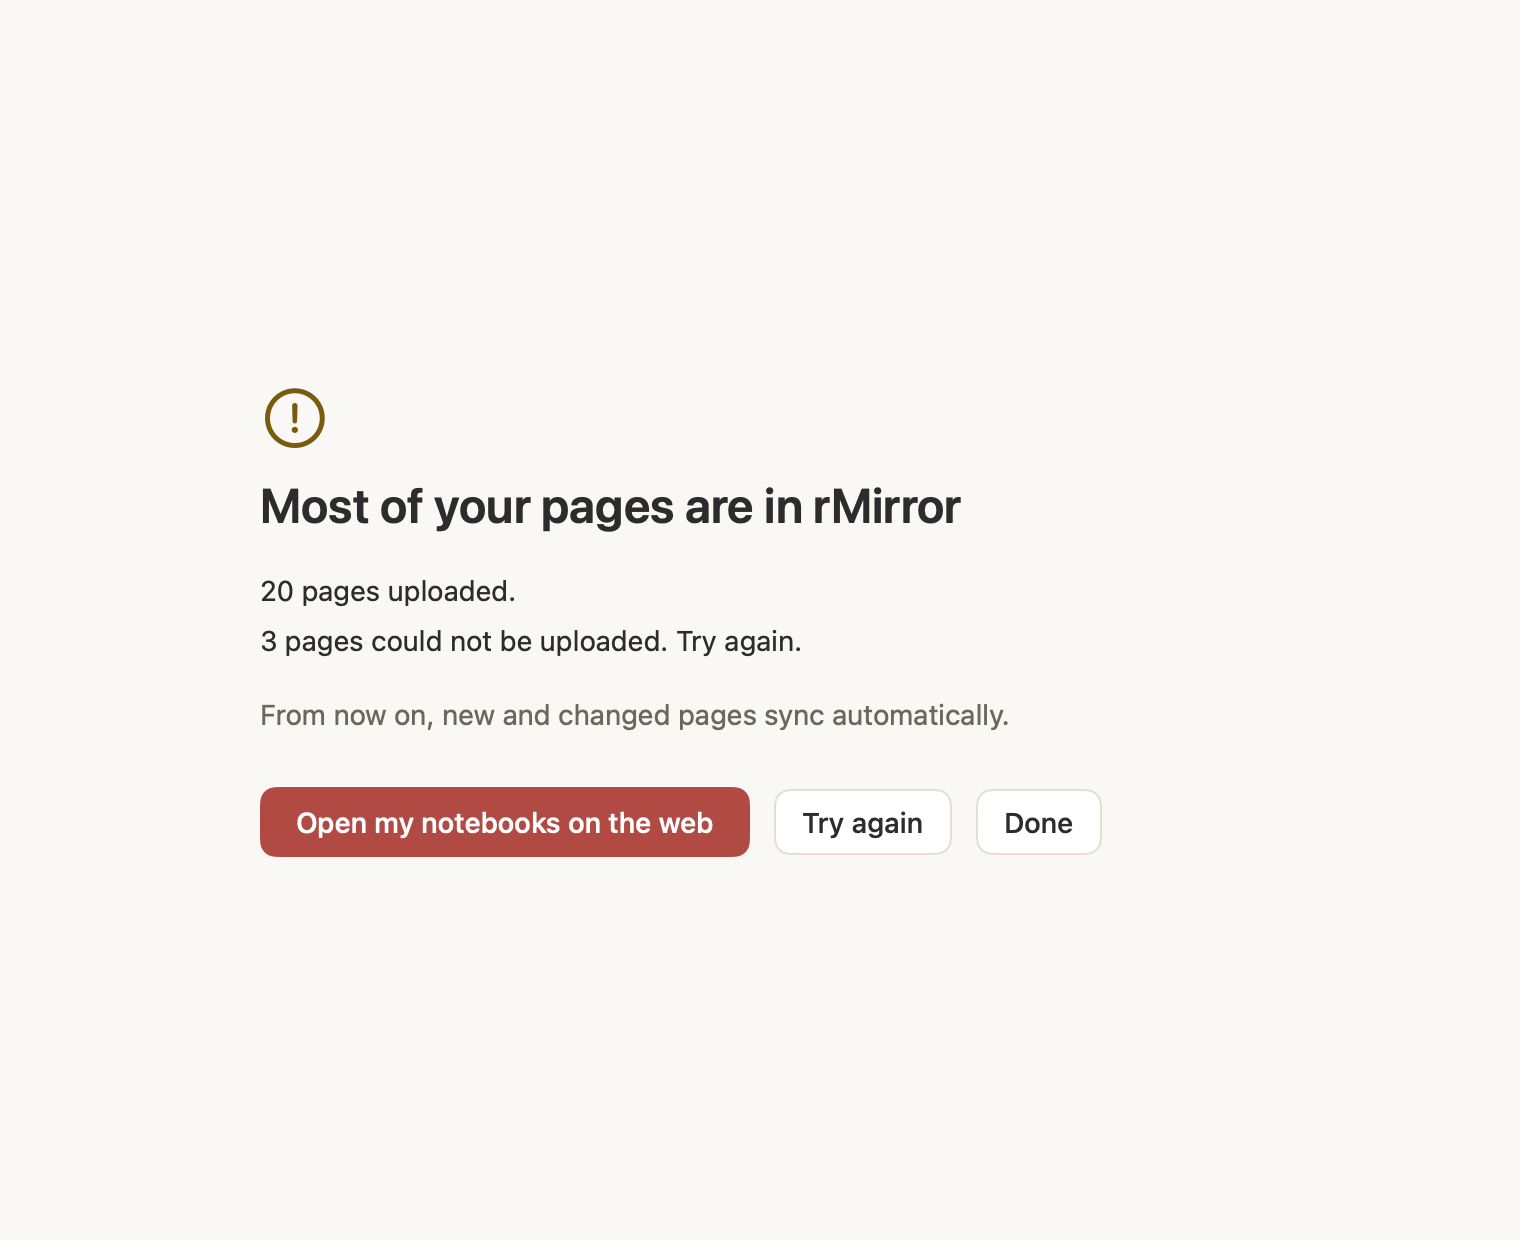 Most of your pages are in rMirror
20 pages uploaded.
3 pages could not be uploaded. Try again.
From now on, new and changed pages sync automatically.
Open my notebooks on the web
Try again
Done